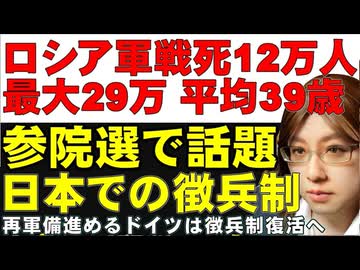 ロシア軍戦死12万人
最大29万 平均39歳
参院選で話題
日本での徴兵制
再軍備進めるドイツは徴兵制復活へ